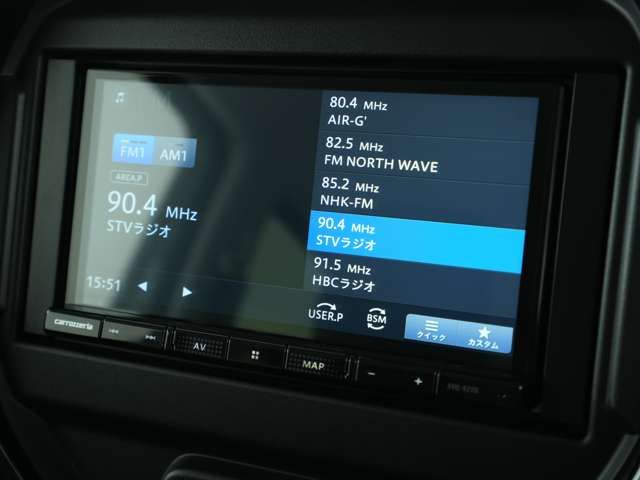 FM1 AM1
AREA.P
90.4 MHz
STVラジオ
15:51
80.4 MHz
AIR-G'
82.5 MHz
FM NORTH WAVE
85.2 MHz
NHK-FM
90.4 MHz
STVラジオ
91.5 MHz
HBCラジオ
USER.P
BSM
クイック
カスタム
carrozzeria
AV
MAP